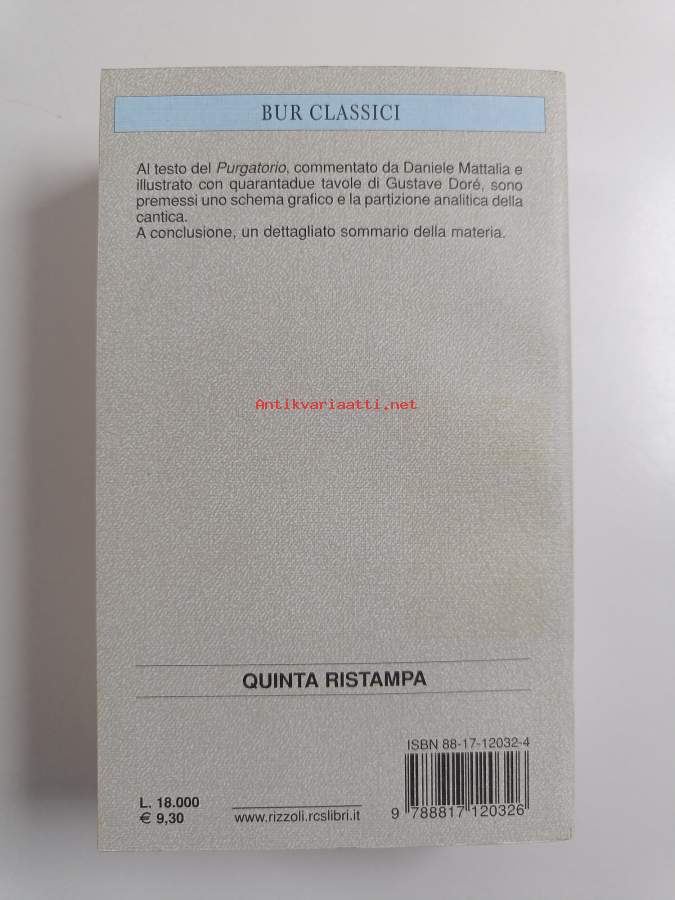 BUR CLASSICI
Al testo del Purgatorio, commentato da Daniele Mattalia e
illustrato con quarantadue tavole di Gustave Doré, sono
premessi uno schema grafico e la partizione analitica della
cantica.
A conclusione, un dettagliato sommario della materia.
Antikvariaatti.net
QUINTA RISTAMPA
ISBN 88-17-12032-4
L. 18.000
€ 9,30
www.rizzoli.rcslibri.it
9 788817 120326